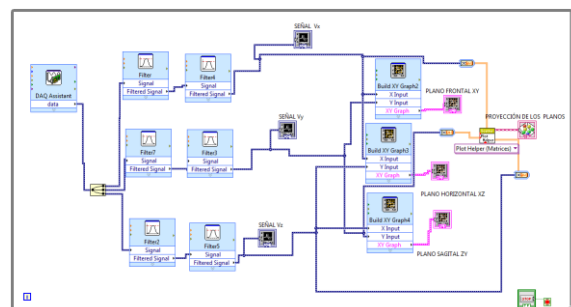 SEÑAL Vx
Filter
Signal
Filtered Signal
Filter4
Signal
Filtered Signal
DAQ Assistent
data
Build XY Graph2
X Input
Y Input
XY Graph
PLANO FRONTAL XY
SEÑAL Vy
PROYECCIÓN DE LOS PLANOS
Filter7
Signal
Filtered Signal
Filter3
Signal
Filtered Signal
Build XY Graph3
X Input
Y Input
XY Graph
Plot Helper (Matrices)
PLANO HORIZONTAL XZ
Filter2
Signal
Filtered Signal
Filter5
Signal
Filtered Signal
SEÑAL Vz
Build XY Graph4
X Input
Y Input
XY Graph
PLANO SAGITAL ZY
i
STOP